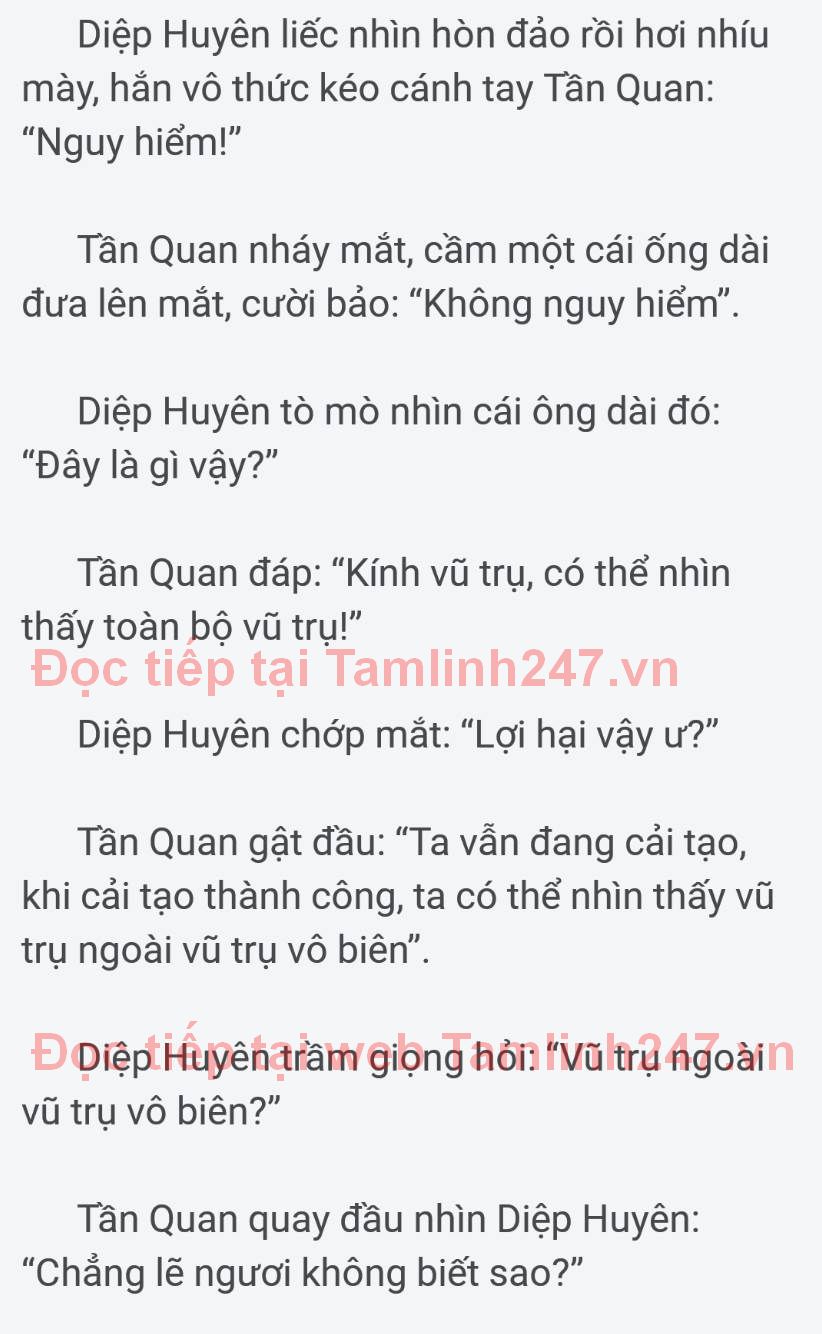 Diệp Huyên liếc nhìn hòn đảo rồi hơi nhíu
mày, hắn vô thức kéo cánh tay Tần Quan:
“Nguy hiểm!”
Tần Quan nháy mắt, cầm một cái ống dài
đưa lên mắt, cười bảo: “Không nguy hiểm”.
Diệp Huyên tò mò nhìn cái ông dài đó:
“Đây là gì vậy?”
Tần Quan đáp: “Kính vũ trụ, có thể nhìn
thấy toàn bộ vũ trụ!”
Đọc tiếp tại Tamlinh247.vn
Diệp Huyên chớp mắt: “Lợi hại vậy ư?”
Tần Quan gật đầu: “Ta vẫn đang cải tạo,
khi cải tạo thành công, ta có thể nhìn thấy vũ
trụ ngoài vũ trụ vô biên”.
Đọc tiếp tại web Tamlinh247.vn
Diệp Huyên trầm giọng hỏi: “Vũ trụ ngoài
vũ trụ vô biên?”
Tần Quan quay đầu nhìn Diệp Huyên:
“Chẳng lẽ ngươi không biết sao?”